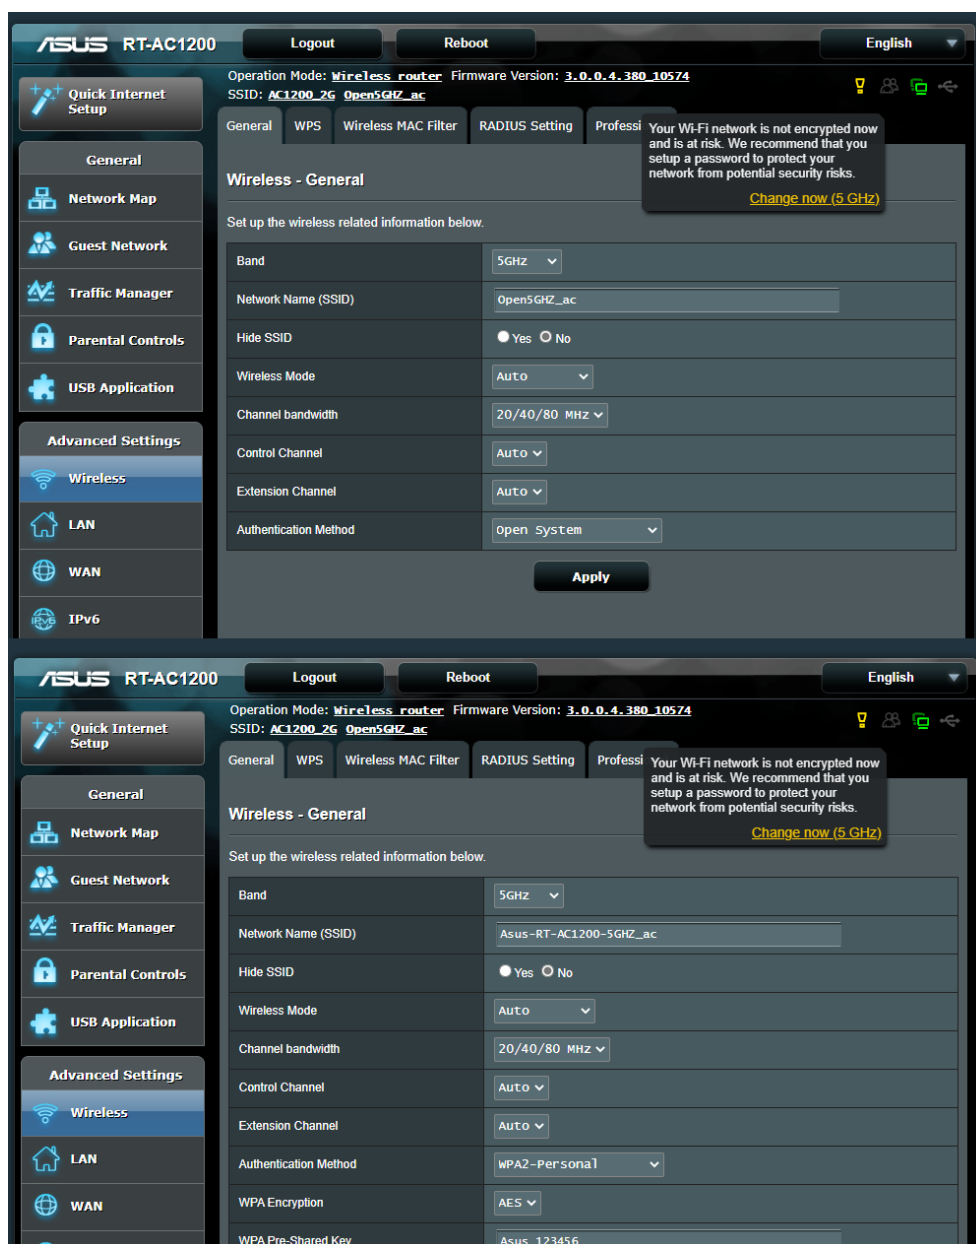 ASUS RT-AC1200 Logout Reboot English
Operation Mode: Wireless router Firmware Version: 3.0.0.4.380_10574
SSID: AC1200_2G Open5GHZ_ac
Quick Internet
Setup
General WPS Wireless MAC Filter RADIUS Setting Professi
Your Wi-Fi network is not encrypted now
and is at risk. We recommend that you
setup a password to protect your
network from potential security risks.
Change now (5 GHz)
General
Network Map
Guest Network
Traffic Manager
Parental Controls
USB Application
Advanced Settings
Wireless
LAN
WAN
IPv6
Wireless - General
Set up the wireless related information below.
Band 5GHz
Network Name (SSID) Open5GHZ_ac
Hide SSID Yes No
Wireless Mode Auto
Channel bandwidth 20/40/80 MHz
Control Channel Auto
Extension Channel Auto
Authentication Method Open System
Apply
ASUS RT-AC1200 Logout Reboot English
Operation Mode: Wireless router Firmware Version: 3.0.0.4.380_10574
SSID: AC1200_2G Open5GHZ_ac
Quick Internet
Setup
General WPS Wireless MAC Filter RADIUS Setting Professi
Your Wi-Fi network is not encrypted now
and is at risk. We recommend that you
setup a password to protect your
network from potential security risks.
Change now (5 GHz)
General
Network Map
Guest Network
Traffic Manager
Parental Controls
USB Application
Advanced Settings
Wireless
LAN
WAN
Wireless - General
Set up the wireless related information below.
Band 5GHz
Network Name (SSID) Asus-RT-AC1200-5GHZ_ac
Hide SSID Yes No
Wireless Mode Auto
Channel bandwidth 20/40/80 MHz
Control Channel Auto
Extension Channel Auto
Authentication Method WPA2-Personal
WPA Encryption AES
WPA Pre-Shared Key Asus_123456